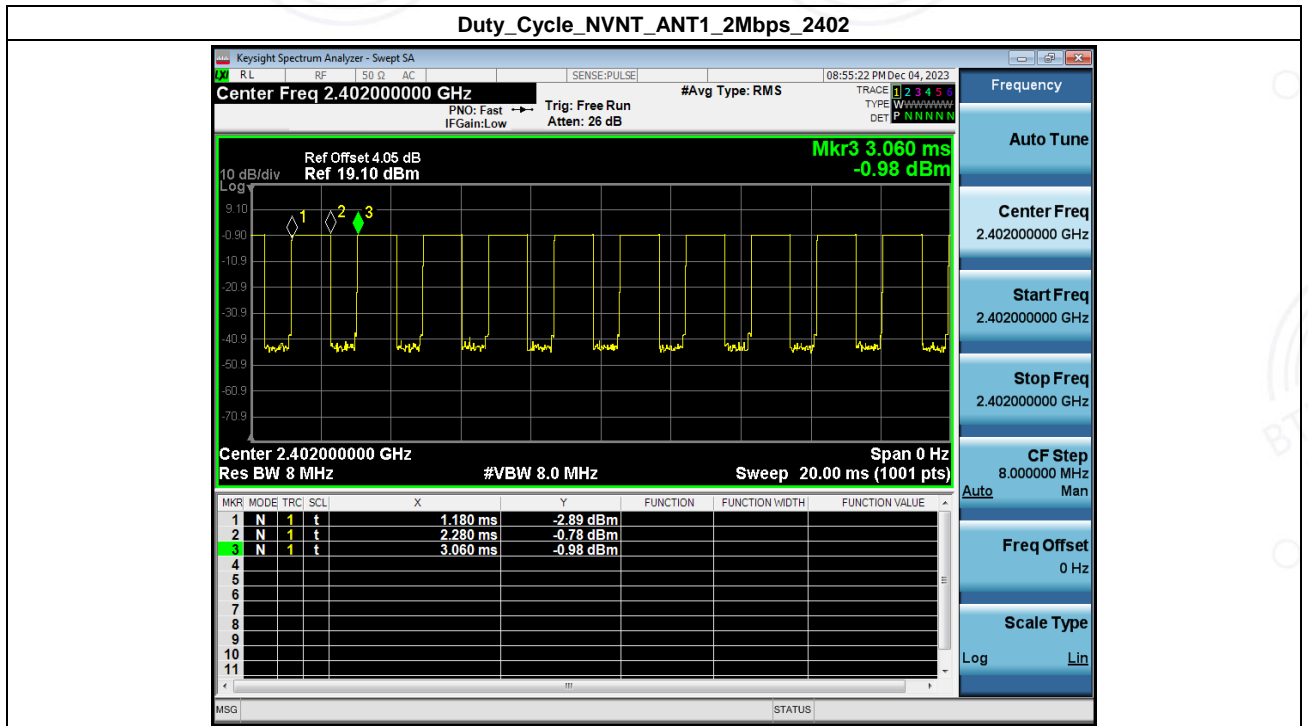 Duty_Cycle_NVNT_ANT1_2Mbps_2402
Keysight Spectrum Analyzer - Swept SA
LXI RL RF 50 Ω AC SENSE:PULSE 08:55:22 PM Dec 04, 2023
Center Freq 2.402000000 GHz
PNO: Fast
IFGain:Low
Trig: Free Run
Atten: 26 dB
#Avg Type: RMS
TRACE 1 2 3 4 5 6
TYPE WWWWWW
DET P N N N N N
Mkr3 3.060 ms
-0.98 dBm
Ref Offset 4.05 dB
10 dB/div Ref 19.10 dBm
Log
9.10
-0.90
-10.9
-20.9
-30.9
-40.9
-50.9
-60.9
-70.9
1 2 3
Center 2.402000000 GHz Span 0 Hz
Res BW 8 MHz #VBW 8.0 MHz Sweep 20.00 ms (1001 pts)
MKR MODE TRC SCL X Y FUNCTION FUNCTION WIDTH FUNCTION VALUE
1 N 1 t 1.180 ms -2.89 dBm
2 N 1 t 2.280 ms -0.78 dBm
3 N 1 t 3.060 ms -0.98 dBm
4
5
6
7
8
9
10
11
MSG STATUS
Frequency
Auto Tune
Center Freq
2.402000000 GHz
Start Freq
2.402000000 GHz
Stop Freq
2.402000000 GHz
CF Step
8.000000 MHz
Auto Man
Freq Offset
0 Hz
Scale Type
Log Lin